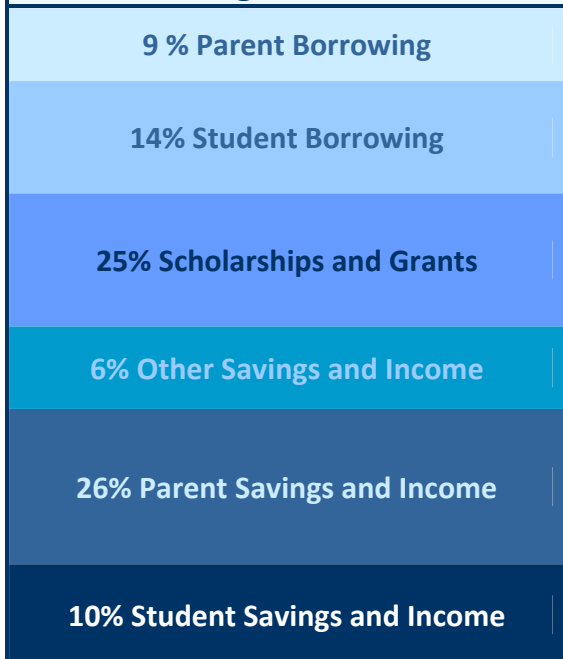 9 % Parent Borrowing
14% Student Borrowing
25% Scholarships and Grants
6% Other Savings and Income
26% Parent Savings and Income
10% Student Savings and Income